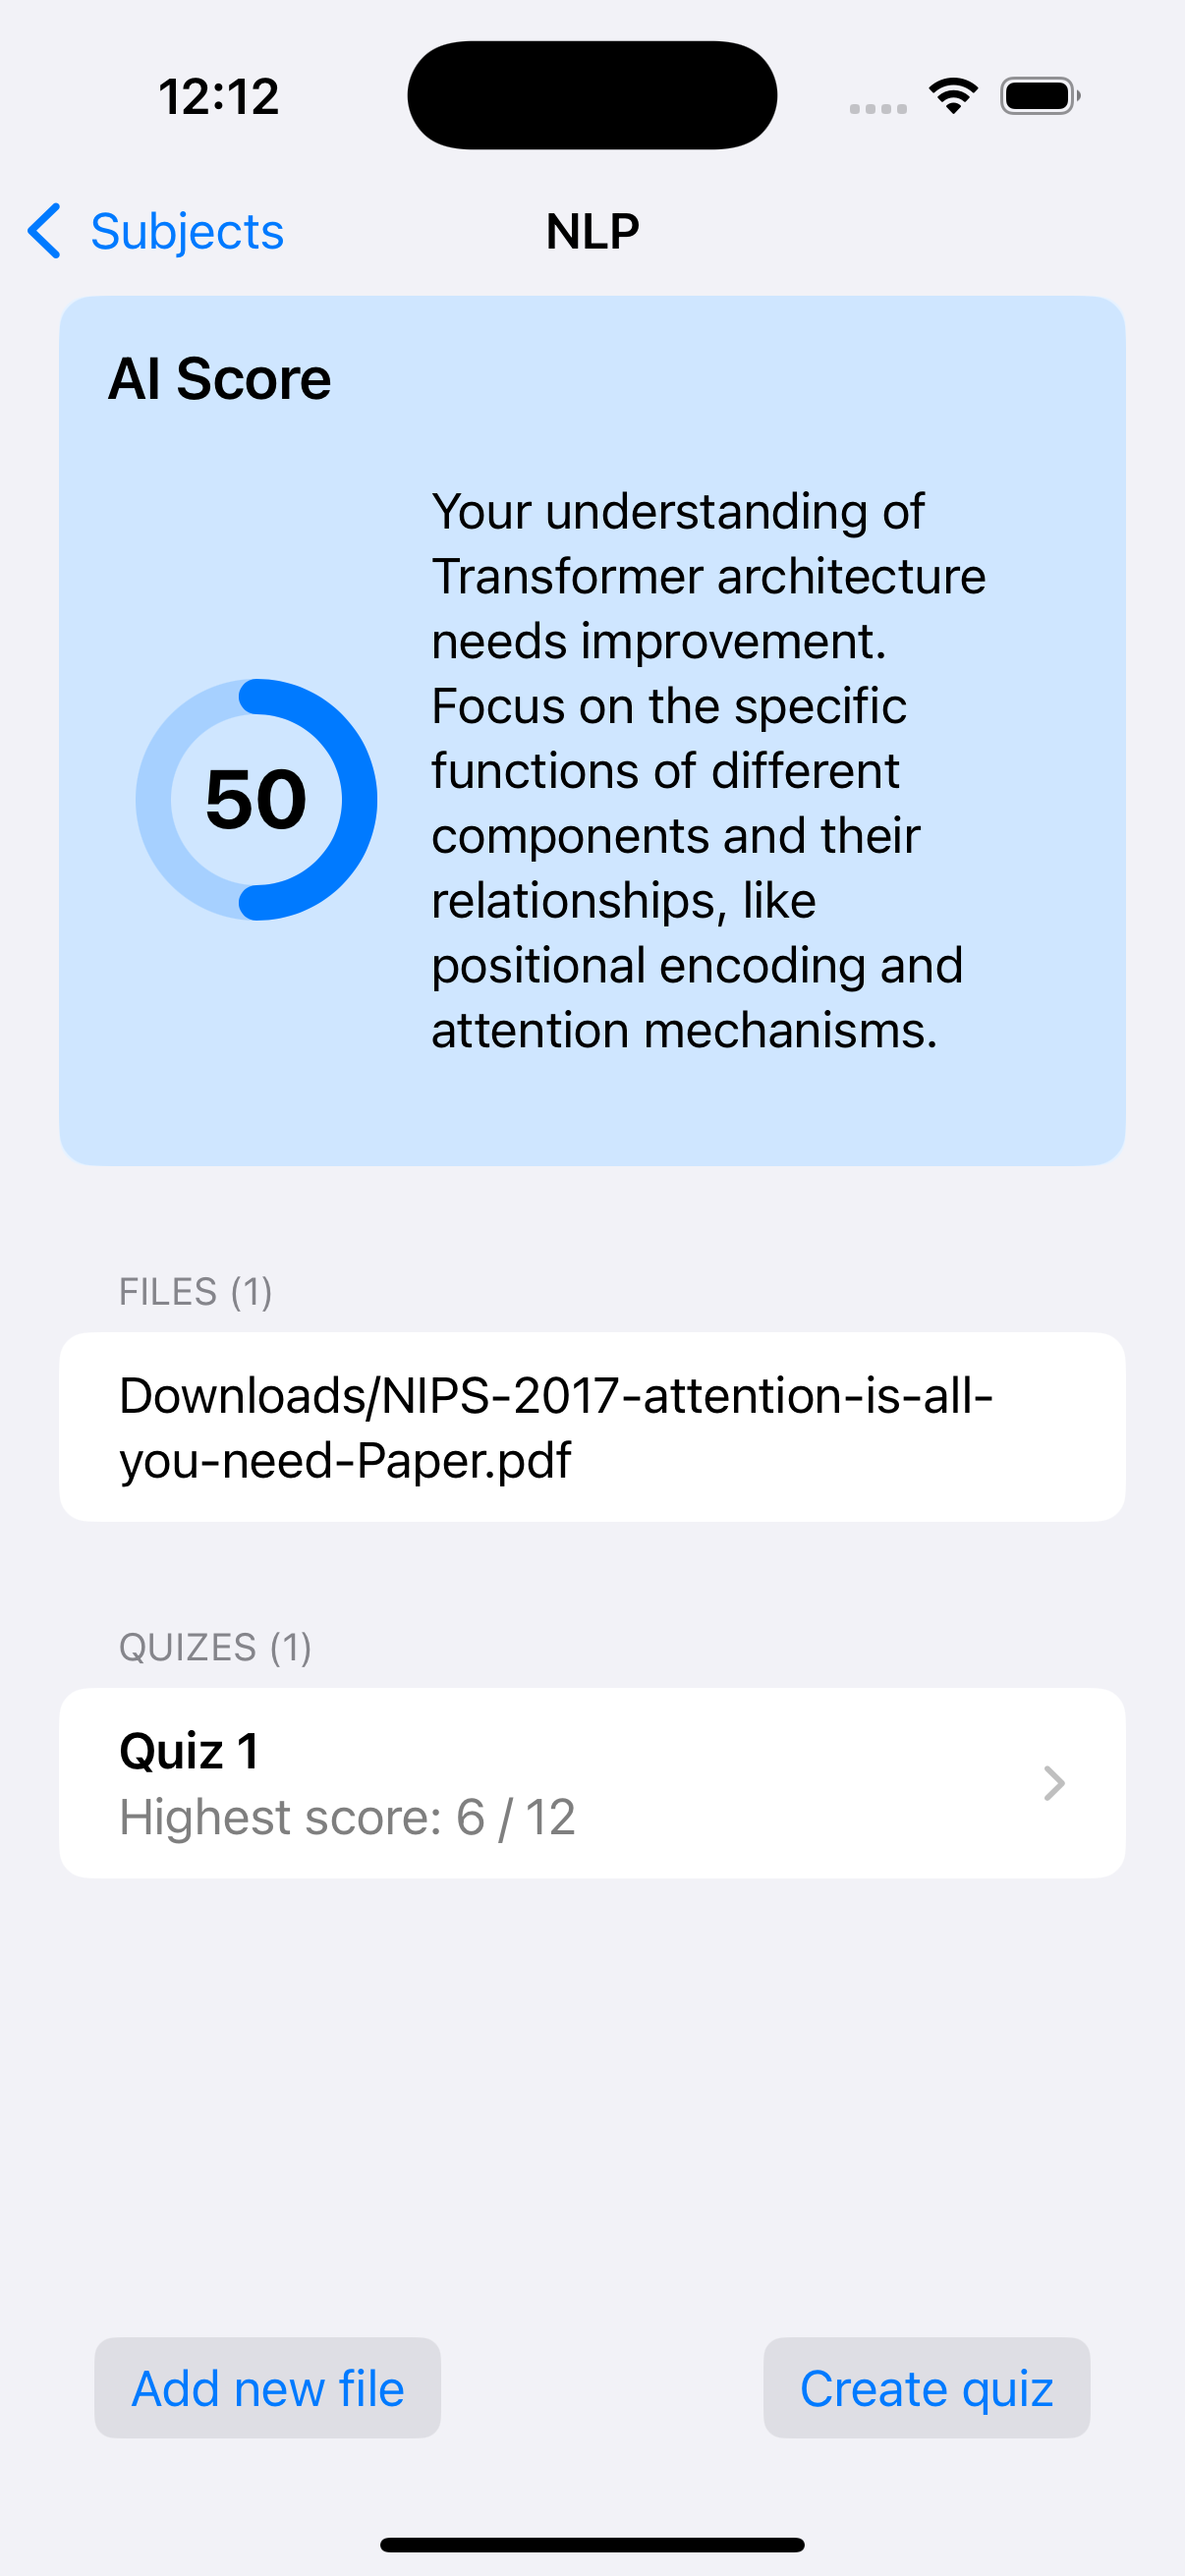 12:12
Subjects
NLP
AI Score
Your understanding of
Transformer architecture
needs improvement.
Focus on the specific
functions of different
components and their
relationships, like
positional encoding and
attention mechanisms.
50
FILES (1)
Downloads/NIPS-2017-attention-is-all-
you-need-Paper.pdf
QUIZES (1)
Quiz 1
Highest score: 6 / 12
Add new file
Create quiz